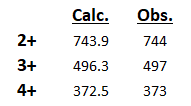 Calc. Obs.
2+ 743.9 744
3+ 496.3 497
4+ 372.5 373